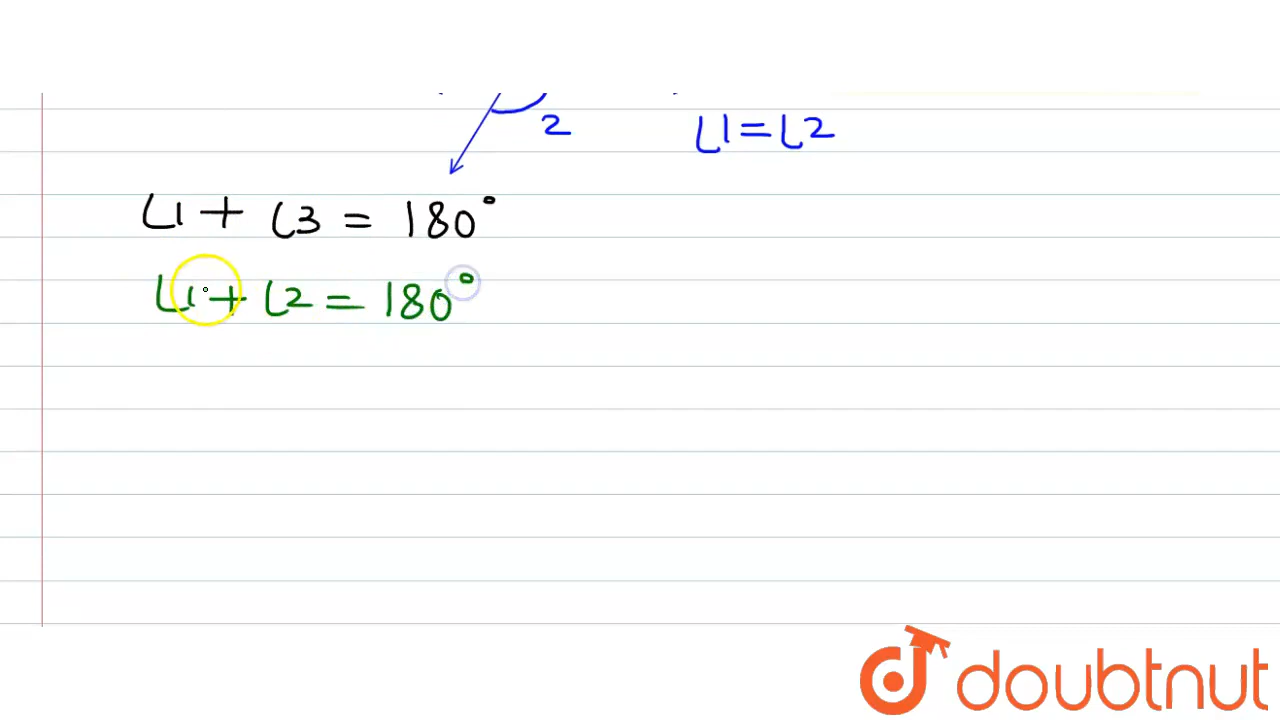 2
∠1=∠2
∠1 + ∠3 = 180°
∠1 + ∠2 = 180°
doubtnut